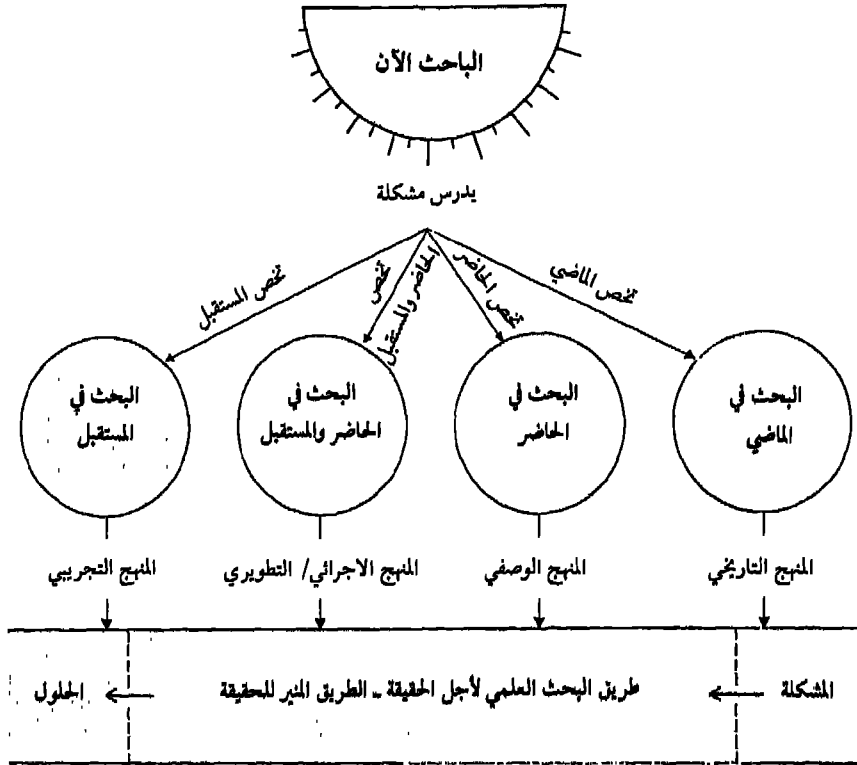 الباحث الآن
يدرس مشكلة
تخص الماضي
تخص الحاضر
تخص
الحاضر والمستقبل
تخص المستقبل
البحث في
الماضي
البحث في
الحاضر
البحث في
الحاضر والمستقبل
البحث في
المستقبل
المنهج التاريخي
المنهج الوصفي
المنهج الاجرائي/ التطويري
المنهج التجريبي
المشكلة
طريق البحث العلمي لأجل الحقيقة - الطريق المنير للحقيقة
الحلول